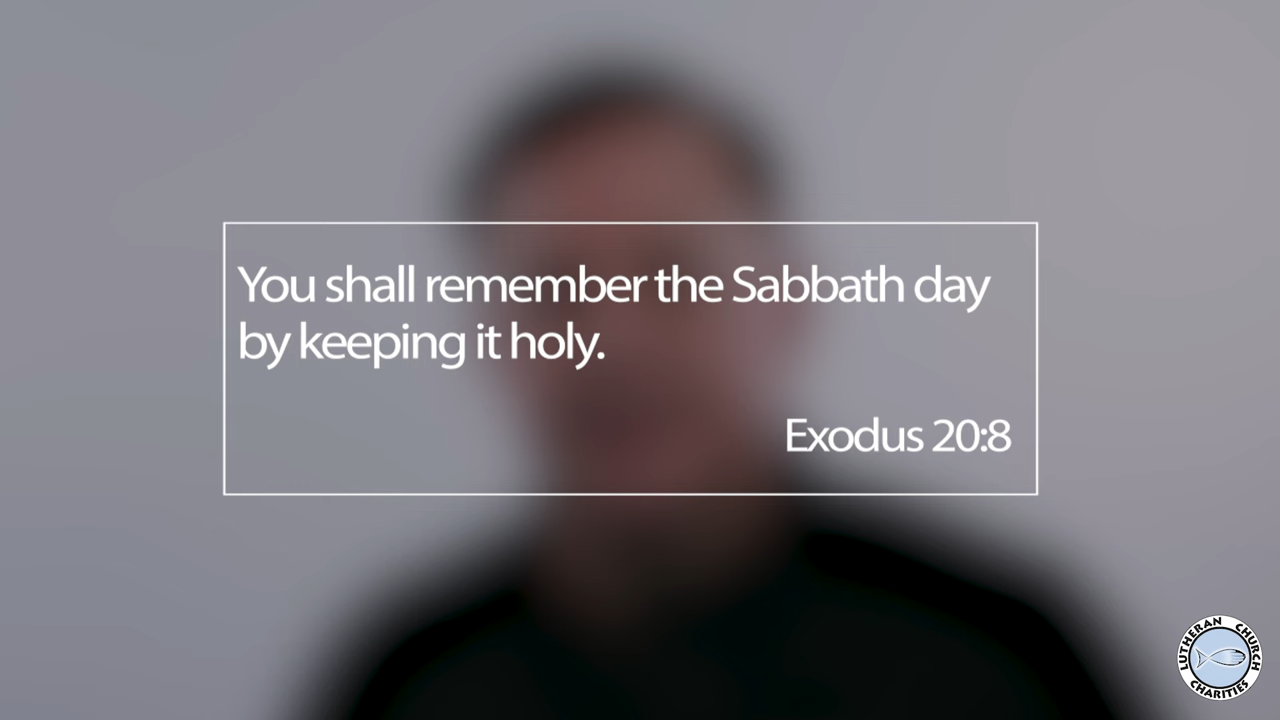 You shall remember the Sabbath day
by keeping it holy.
Exodus 20:8
LUTHERAN CHURCH
CHARITIES